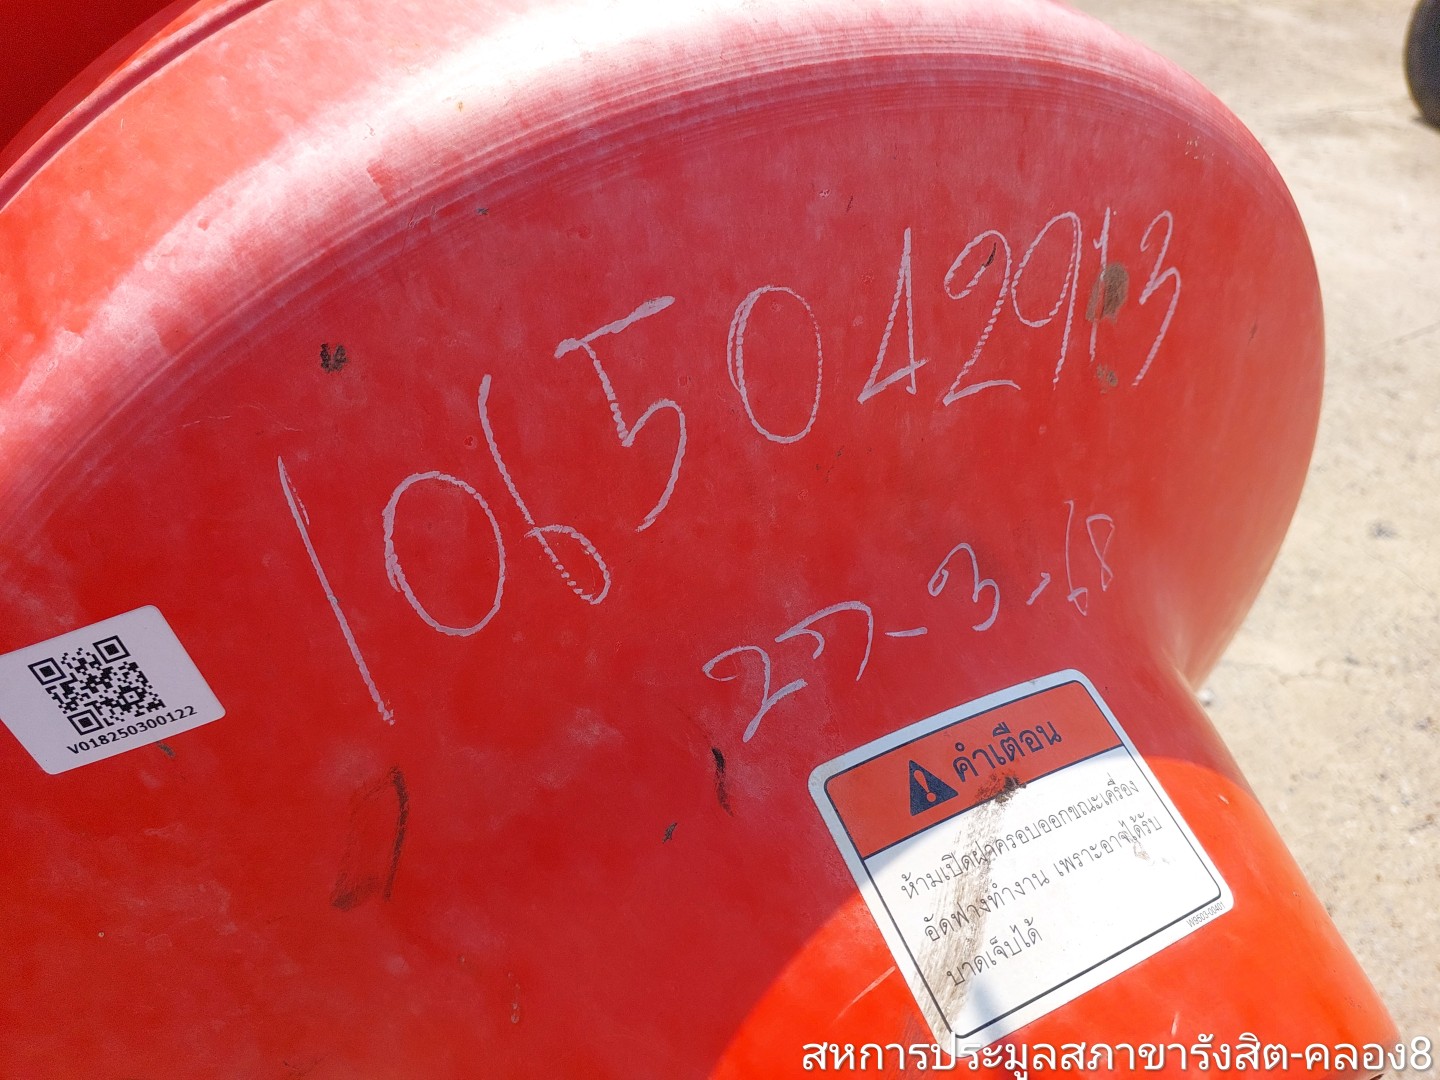 1065042913
27-3-68
V018250300122
คำเตือน
ห้ามเปิดฝาครอบออกขณะเครื่อง
อัดฟางทำงาน เพราะอาจได้รับ
บาดเจ็บได้
W9503-00401
สหการประมูลสาขารังสิต-คลอง8